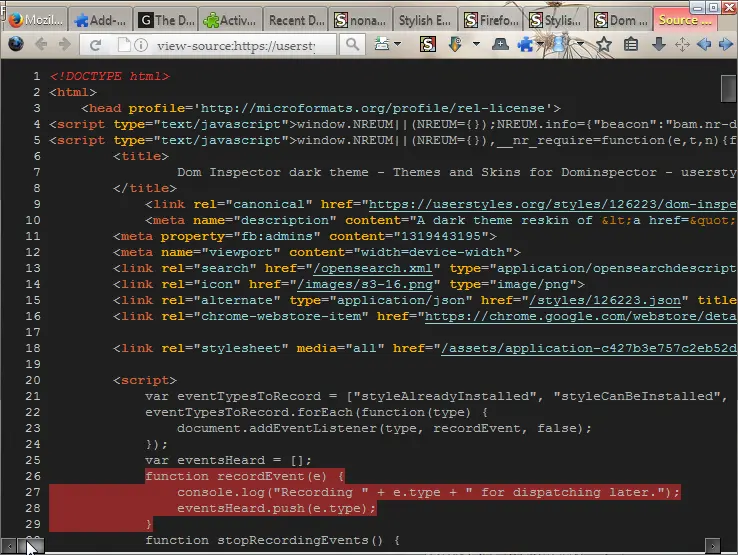 Mozil... Add-... The D... Activ... Recent D... nona... Stylish E... Firefo... Stylis... Dom ... Source ...
view-source:https://usersty
1 <!DOCTYPE html>
2 <html>
3 <head profile='http://microformats.org/profile/rel-license'>
4 <script type="text/javascript">window.NREUM||(NREUM={});NREUM.info={"beacon":"bam.nr-d
5 <script type="text/javascript">window.NREUM||(NREUM={}),__nr_require=function(e,t,n){f
6 <title>
7 Dom Inspector dark theme - Themes and Skins for Dominspector - usersty
8 </title>
9 <link rel="canonical" href="https://userstyles.org/styles/126223/dom-inspe
10 <meta name="description" content="A dark theme reskin of &lt;a href=&quot;
11 <meta property="fb:admins" content="1319443195">
12 <meta name="viewport" content="width=device-width">
13 <link rel="search" href="/opensearch.xml" type="application/opensearchdescript
14 <link rel="icon" href="/images/s3-16.png" type="image/png">
15 <link rel="alternate" type="application/json" href="/styles/126223.json" title
16 <link rel="chrome-webstore-item" href="https://chrome.google.com/webstore/deta
17
18 <link rel="stylesheet" media="all" href="/assets/application-c427b3e757c2eb52d
19
20 <script>
21 var eventTypesToRecord = ["styleAlreadyInstalled", "styleCanBeInstalled",
22 eventTypesToRecord.forEach(function(type) {
23 document.addEventListener(type, recordEvent, false);
24 });
25 var eventsHeard = [];
26 function recordEvent(e) {
27 console.log("Recording " + e.type + " for dispatching later.");
28 eventsHeard.push(e.type);
29 }
30 function stopRecordingEvents() {